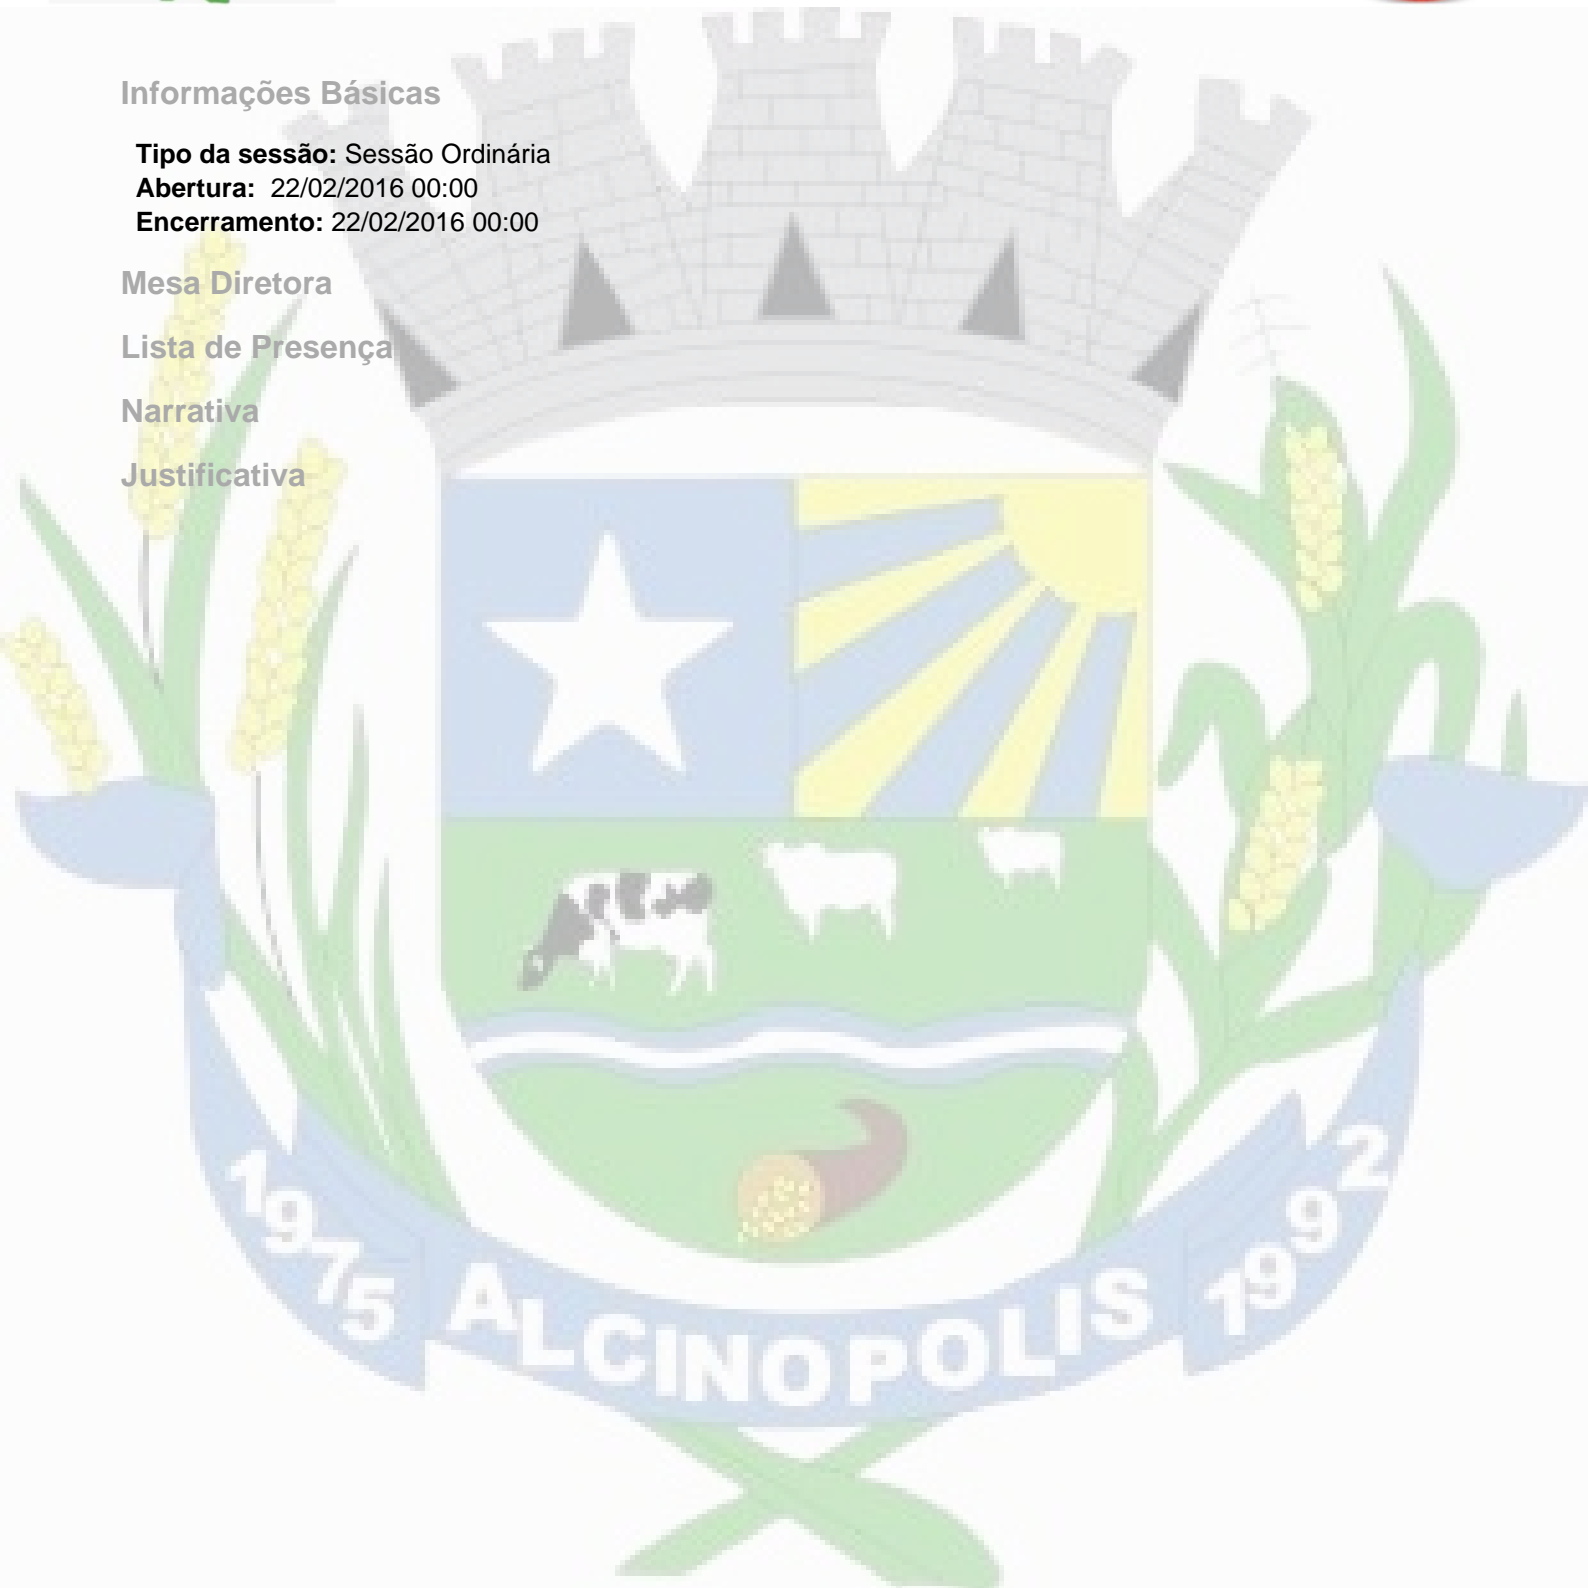 Informações Básicas
Tipo da sessão: Sessão Ordinária
Abertura: 22/02/2016 00:00
Encerramento: 22/02/2016 00:00
Mesa Diretora
Lista de Presença
Narrativa
Justificativa
1975 ALCINOPOLIS 1992